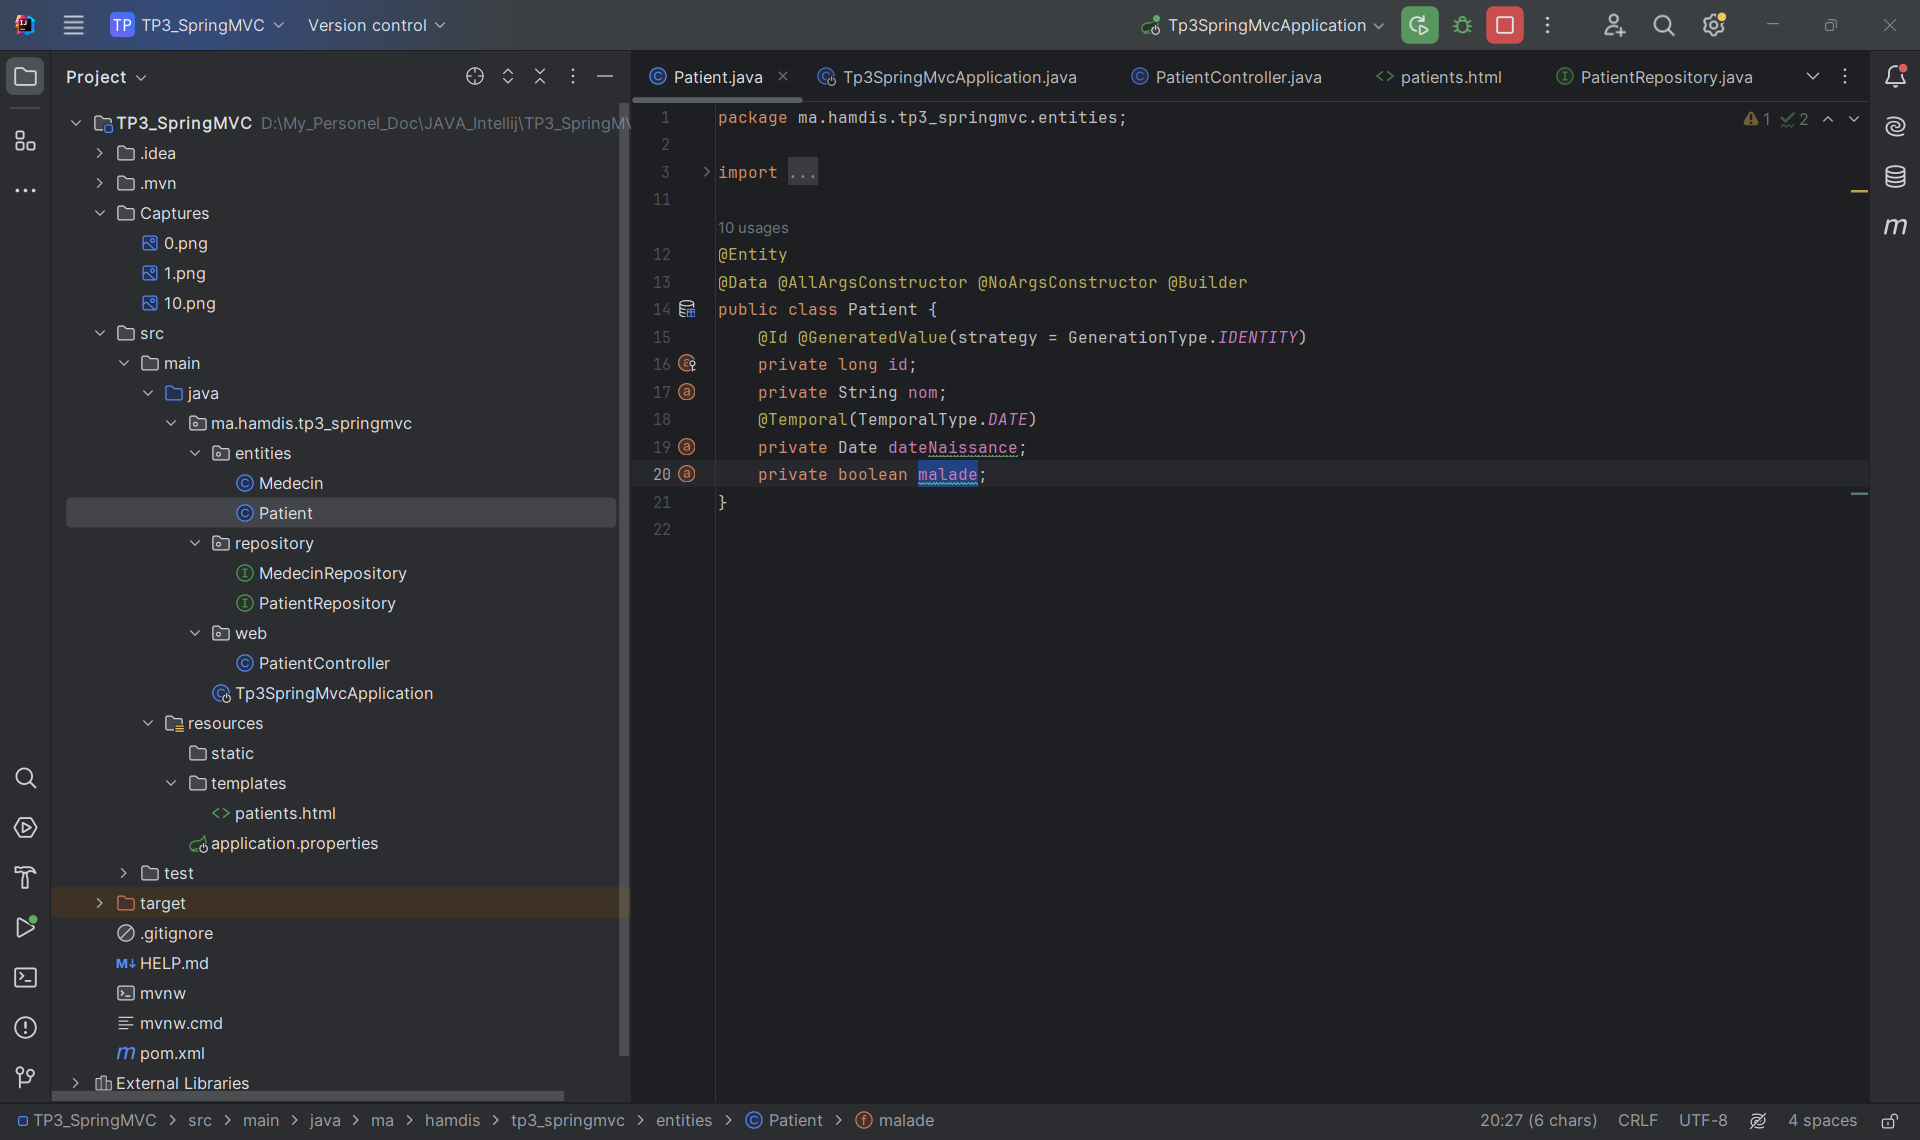 TP TP3_SpringMVC Version control Tp3SpringMvcApplication
Project
Patient.java Tp3SpringMvcApplication.java PatientController.java patients.html PatientRepository.java
TP3_SpringMVC D:\My_Personel_Doc\JAVA_Intellij\TP3_SpringM
.idea
.mvn
Captures
0.png
1.png
10.png
src
main
java
ma.hamdis.tp3_springmvc
entities
Medecin
Patient
repository
MedecinRepository
PatientRepository
web
PatientController
Tp3SpringMvcApplication
resources
static
templates
patients.html
application.properties
test
target
.gitignore
HELP.md
mvnw
mvnw.cmd
pom.xml
External Libraries
1 package ma.hamdis.tp3_springmvc.entities;
1 2
2
3 import ...
11
10 usages
12 @Entity
13 @Data @AllArgsConstructor @NoArgsConstructor @Builder
14 public class Patient {
15 @Id @GeneratedValue(strategy = GenerationType.IDENTITY)
16 private long id;
17 private String nom;
18 @Temporal(TemporalType.DATE)
19 private Date dateNaissance;
20 private boolean malade;
21 }
22
TP3_SpringMVC > src > main > java > ma > hamdis > tp3_springmvc > entities > Patient > malade
20:27 (6 chars) CRLF UTF-8 4 spaces